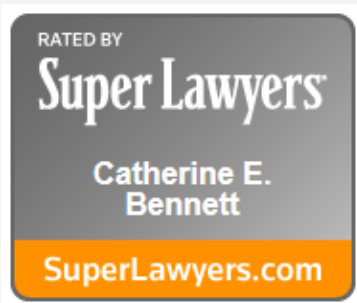 RATED BY
Super Lawyers
Catherine E.
Bennett
SuperLawyers.com